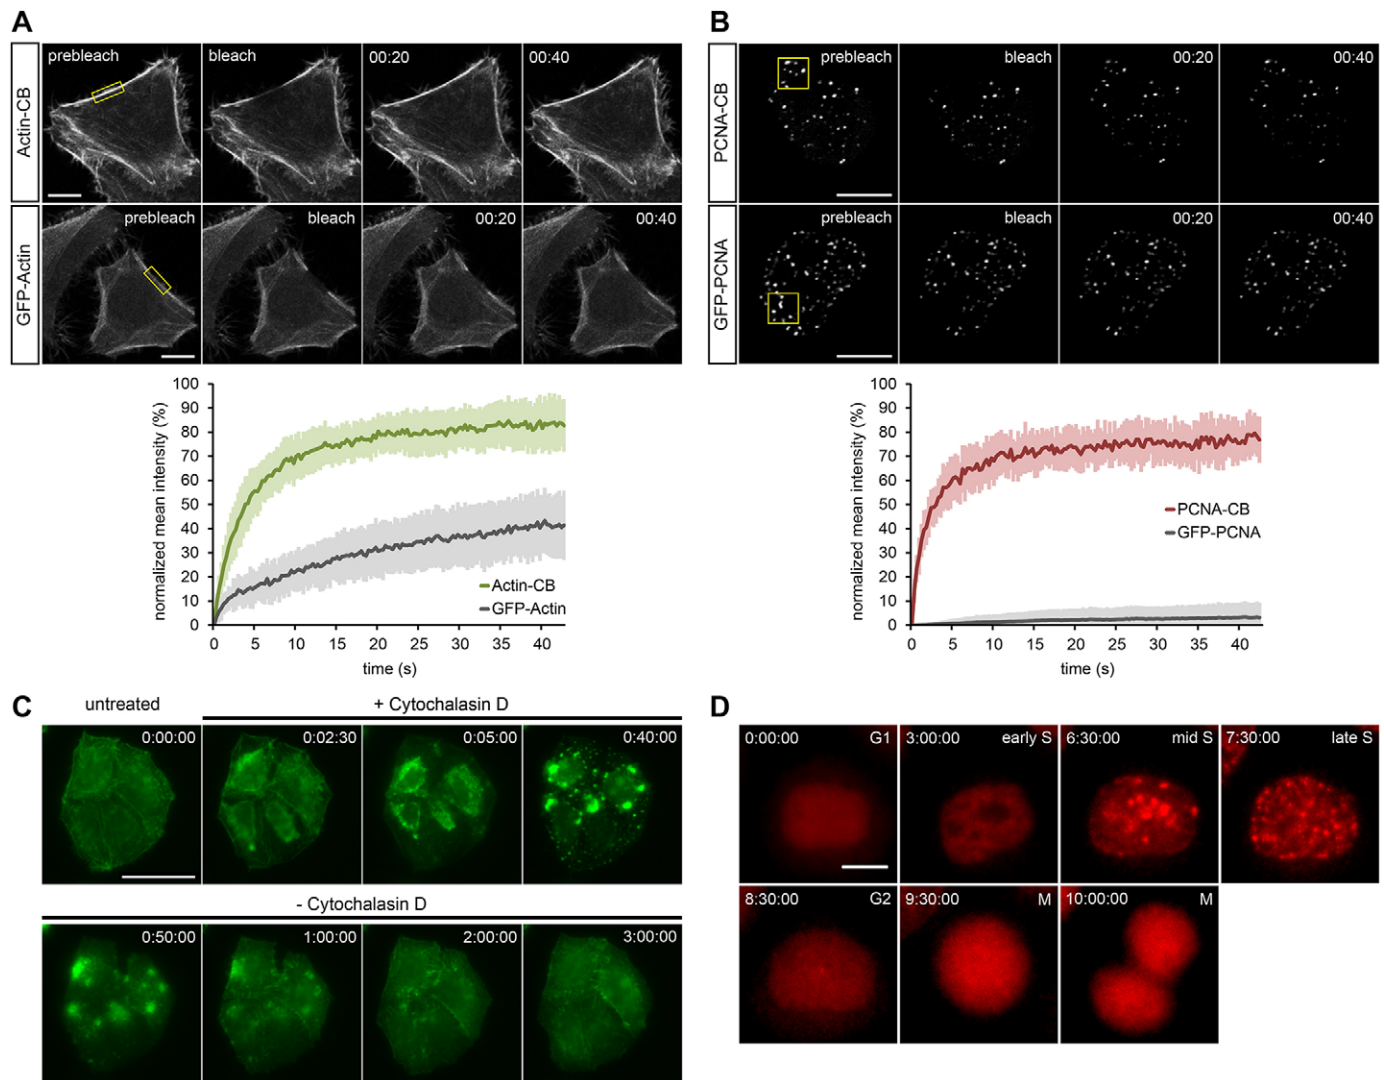 A
Actin-CB
prebleach
bleach
00:20
00:40
GFP-Actin
prebleach
bleach
00:20
00:40
normalized mean intensity (%)
100
90
80
70
60
50
40
30
20
10
0
Actin-CB
GFP-Actin
0 5 10 15 20 25 30 35 40
time (s)
B
PCNA-CB
prebleach
bleach
00:20
00:40
GFP-PCNA
prebleach
bleach
00:20
00:40
normalized mean intensity (%)
100
90
80
70
60
50
40
30
20
10
0
PCNA-CB
GFP-PCNA
0 5 10 15 20 25 30 35 40
time (s)
C
untreated
+ Cytochalasin D
0:00:00
0:02:30
0:05:00
0:40:00
- Cytochalasin D
0:50:00
1:00:00
2:00:00
3:00:00
D
0:00:00 G1
3:00:00 early S
6:30:00 mid S
7:30:00 late S
8:30:00 G2
9:30:00 M
10:00:00 M